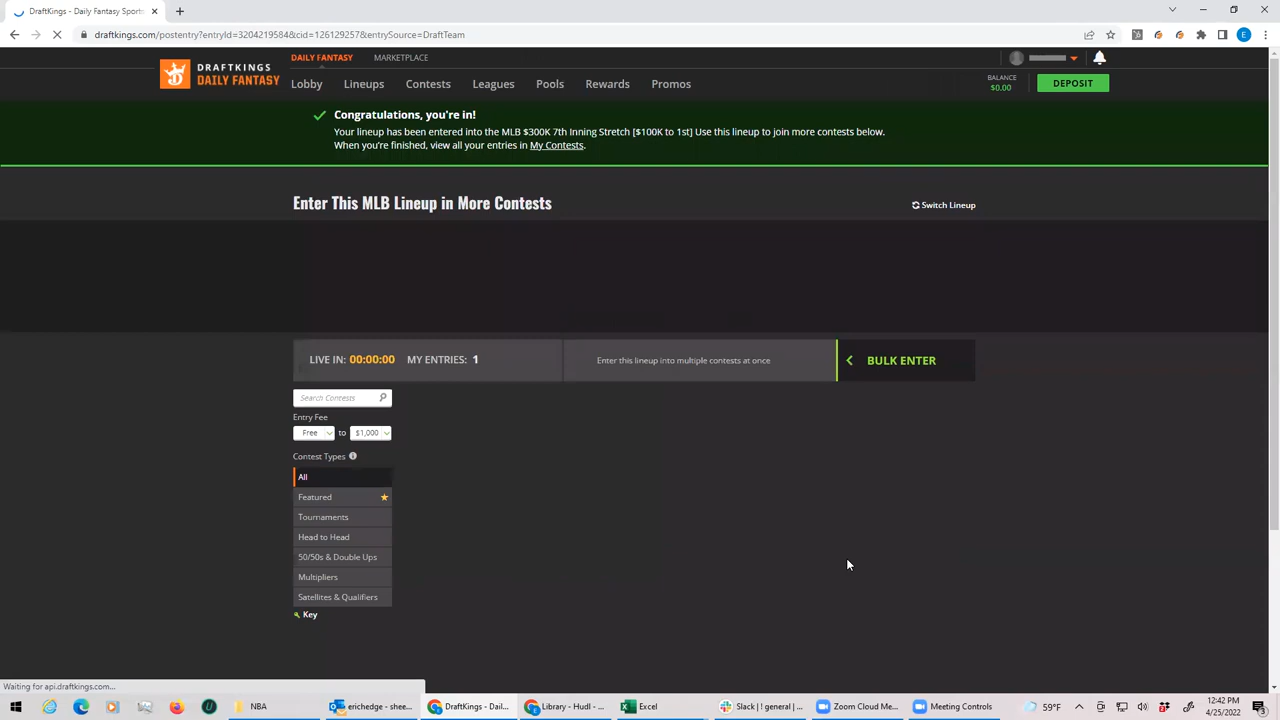 DraftKings - Daily Fantasy Sports
draftkings.com/postentry?entryId=3204219584&cid=126129257&entrySource=DraftTeam
E
DRAFTKINGS
DAILY FANTASY
DAILY FANTASY
MARKETPLACE
Lobby
Lineups
Contests
Leagues
Pools
Rewards
Promos
BALANCE
$0.00
DEPOSIT
Congratulations, you're in!
Your lineup has been entered into the MLB $300K 7th Inning Stretch [$100K to 1st] Use this lineup to join more contests below.
When you're finished, view all your entries in My Contests.
Enter This MLB Lineup in More Contests
Switch Lineup
LIVE IN: 00:00:00 MY ENTRIES: 1
Enter this lineup into multiple contests at once
BULK ENTER
Search Contests
Entry Fee
Free to $1,000
Contest Types
All
Featured
Tournaments
Head to Head
50/50s & Double Ups
Multipliers
Satellites & Qualifiers
Key
Waiting for api.draftkings.com...
NBA
erichedge - shee...
DraftKings - Dail...
Library - Hudl - ...
Excel
Slack | ! general | ...
Zoom Cloud Me...
Meeting Controls
59°F
12:42 PM
4/25/2022
3